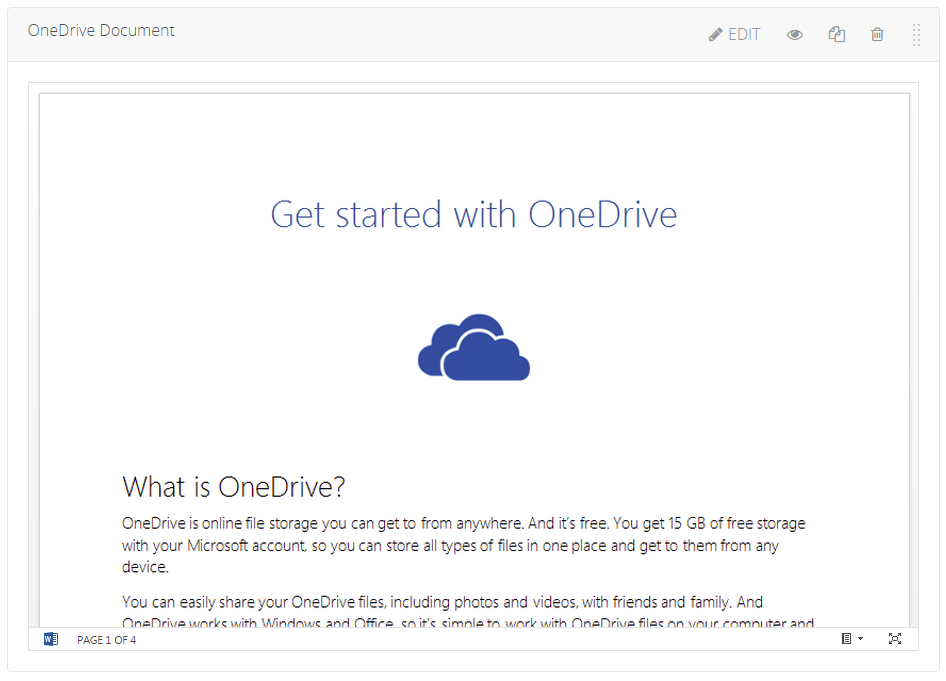 OneDrive Document
EDIT
Get started with OneDrive
What is OneDrive?
OneDrive is online file storage you can get to from anywhere. And it's free. You get 15 GB of free storage
with your Microsoft account, so you can store all types of files in one place and get to them from any
device.
You can easily share your OneDrive files, including photos and videos, with friends and family. And
OneDrive works with Windows and Office, so it's simple to work with OneDrive files on your computer and
W
PAGE 1 OF 4